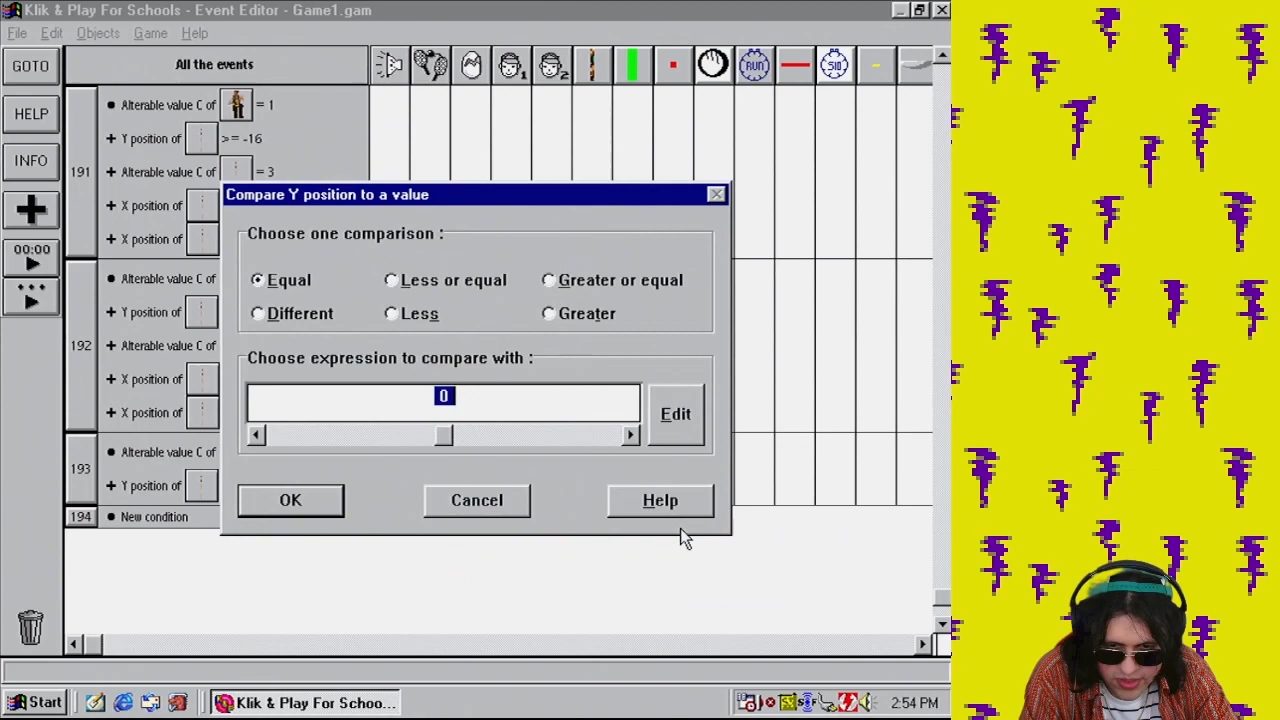 Klik & Play For Schools - Event Editor - Game1.gam
File Edit Objects Game Help
GOTO
All the events
1
2
RUN
HELP
INFO
00:00
191
Alterable value C of = 1
+ Y position of >= -16
+ Alterable value C of = 3
+ X position of
+ X position of
192
Alterable value C of
+ Y position of
+ Alterable value C of
+ X position of
+ X position of
193
Alterable value C of
+ Y position of
194
New condition
Compare Y position to a value
Choose one comparison :
Equal Less or equal Greater or equal
Different Less Greater
Choose expression to compare with :
0
Edit
OK Cancel Help
Start
Klik & Play For Schoo...
2:54 PM